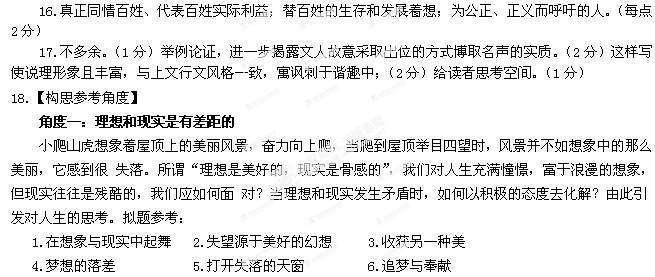 16.真正同情百姓、代表百姓实际利益；替百姓的生存和发展着想；为公正、正义而呼吁的人。（每点
2分）
17.不多余。（1分）举例论证，进一步揭露文人故意采取出位的方式博取名声的实质。（2分）这样写
使说理形象且丰富，与上文行文风格一致，寓讽刺于谐趣中；（2分）给读者思考空间。（1分）
18.【构思参考角度】
角度一：理想和现实是有差距的
小爬山虎想象着屋顶上的美丽风景，奋力向上爬，当爬到屋顶举目四望时，风景并不如想象中的那么
美丽，它感到很 失落。所谓“理想是美好的，现实是骨感的”，我们对人生充满憧憬，富于浪漫的想象，
但现实往往是残酷的，我们应如何面 对？当理想和现实发生矛盾时，如何以积极的态度去化解？由此引
发对人生的思考。拟题参考：
1.在想象与现实中起舞 2.失望源于美好的幻想 3.收获另一种美
4.梦想的落差 5.打开失落的天窗 6.追梦与奉献